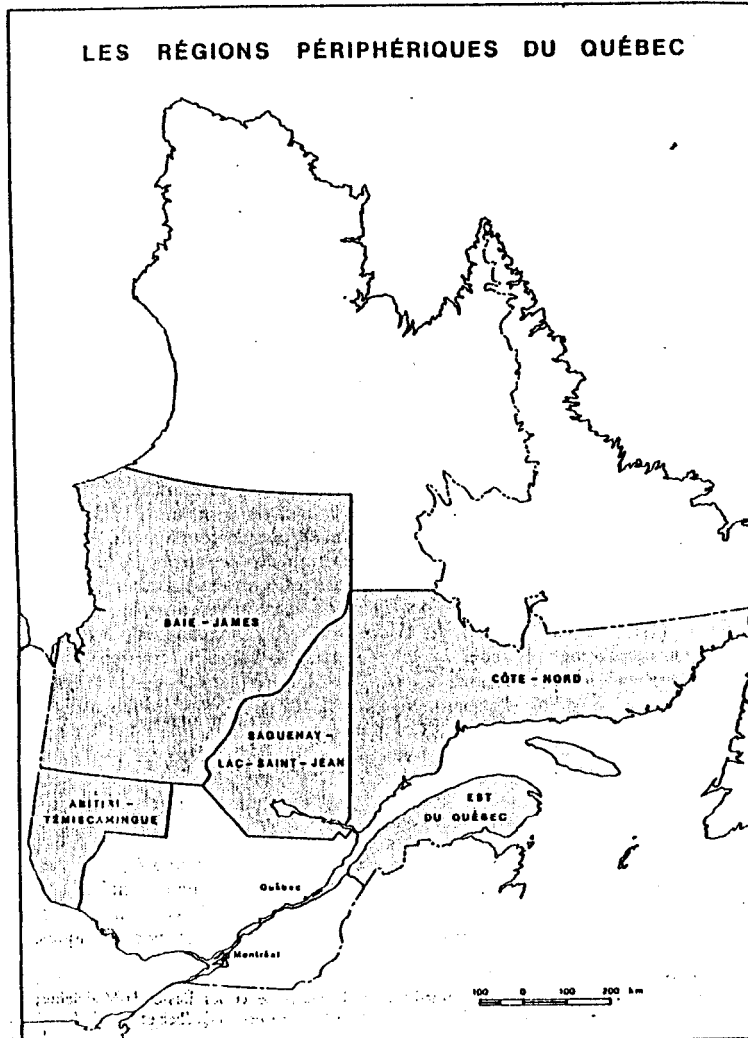 LES RÉGIONS PÉRIPHÉRIQUES DU QUÉBEC
BAIE - JAMES
CÔTE - NORD
SAGUENAY -
LAC-SAINT-JEAN
ABITIBI -
TÉMISCAMINGUE
EST
DU QUÉBEC
Québec
Montréal
100 0 100 200 km